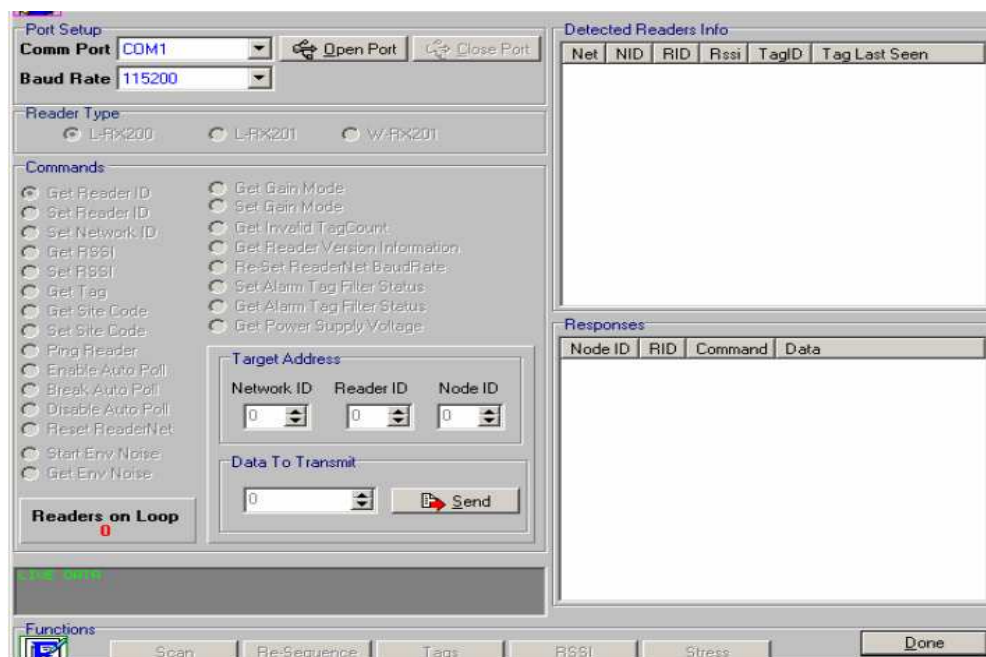 Port Setup
Comm Port COM1 Open Port Close Port
Baud Rate 115200
Reader Type
L-RX200 L-RX201 W-RX201
Commands
Get Reader ID
Set Reader ID
Set Network ID
Get RSSI
Set RSSI
Get Tag
Get Site Code
Set Site Code
Ping Reader
Enable Auto Poll
Break Auto Poll
Disable Auto Poll
Reset ReaderNet
Start Env Noise
Get Env Noise
Get Gain Mode
Set Gain Mode
Get Invalid TagCount
Get Reader Version Information
Re-Set ReaderNet BaudRate
Set Alarm Tag Filter Status
Get Alarm Tag Filter Status
Get Power Supply Voltage
Target Address
Network ID Reader ID Node ID
0 0 0
Data To Transmit
0 Send
Readers on Loop
0
LIVE DATA
Detected Readers Info
Net NID RID Rssi TagID Tag Last Seen
Responses
Node ID RID Command Data
Functions
Scan Re-Sequence Tags RSSI Stress Done